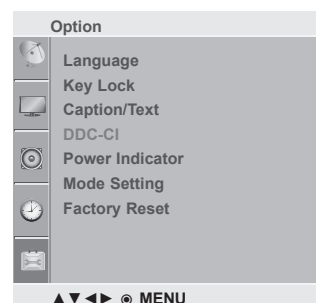 Option
Language
Key Lock
Caption/Text
DDC-CI
Power Indicator
Mode Setting
Factory Reset
▲▼◄► ◉ MENU